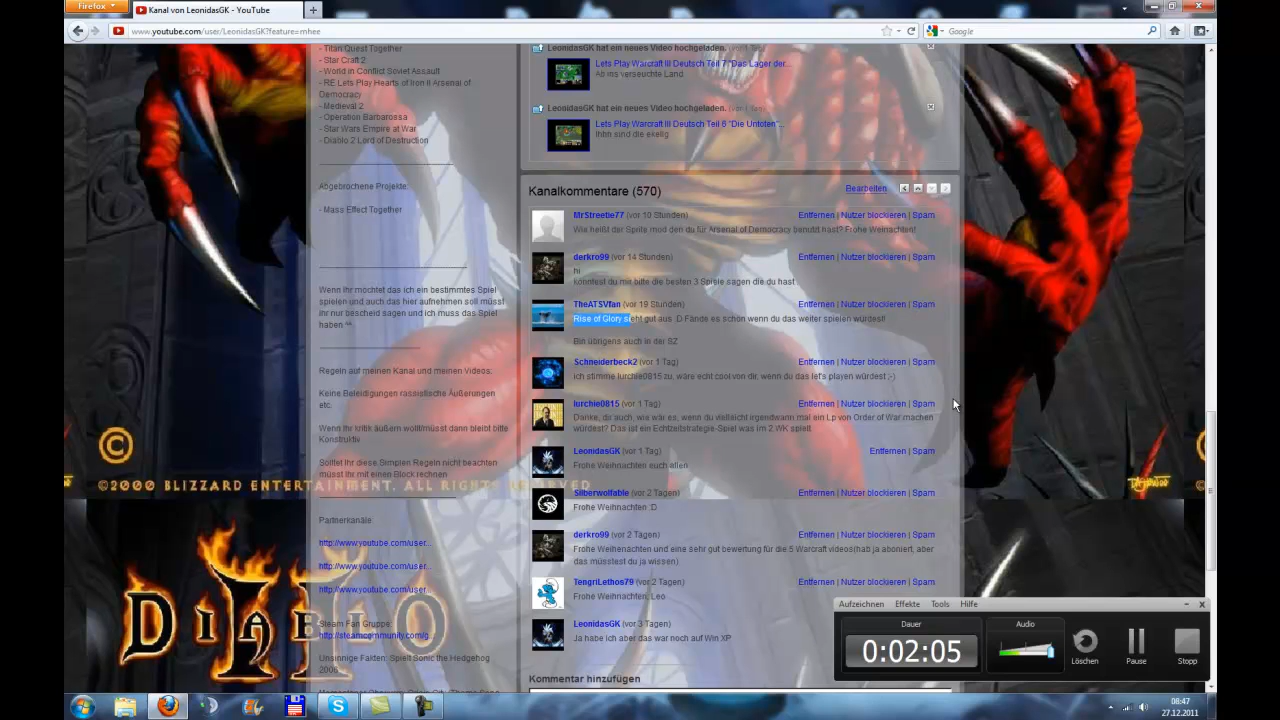 Firefox
Kanal von LeonidasGK - YouTube
www.youtube.com/user/LeonidasGK?feature=mhee
Google
- Titan Quest Together
- Star Craft 2
- World in Conflict Soviet Assault
- RE Lets Play Hearts of Iron II Arsenal of
Democracy
- Medieval 2
- Operation Barbarossa
- Star Wars Empire at War
- Diablo 2 Lord of Destruction
Abgebrochene Projekte:
- Mass Effect Together
Wenn Ihr möchtet das ich ein bestimmtes Spiel
spielen und auch das hier aufnehmen soll müsst
ihr nur bescheid sagen und ich muss das Spiel
haben ^^
Regeln auf meinen Kanal und meinen Videos:
Keine Beleidigungen rassistische Äußerungen
etc.
Wenn ihr kritik äußern wollt/müsst dann bleibt bitte
Konstruktiv
Solltet Ihr diese Simplen Regeln nicht beachten
müsst ihr mit einen Block rechnen
Partnerkanäle:
http://www.youtube.com/user...
http://www.youtube.com/user...
http://www.youtube.com/user...
Steam Fan Gruppe:
http://steamcommunity.com/g...
Unsinnige Fakten: Spielt Sonic the Hedgehog
2006
LeonidasGK hat ein neues Video hochgeladen.
Lets Play Warcraft III Deutsch Teil 7 "Das Lager der...
Ab ins verseuchte Land
LeonidasGK hat ein neues Video hochgeladen.
Lets Play Warcraft III Deutsch Teil 6 "Die Untoten"...
Ihhh sind die ekelig
Kanalkommentare (570)
Bearbeiten
MrStreetie77 (vor 10 Stunden)
Entfernen | Nutzer blockieren | Spam
Wie heißt der Spille mod den du für Arsenal of Democracy benutzt hast? Frohe Weinachten!
derkro99 (vor 14 Stunden)
Entfernen | Nutzer blockieren | Spam
hi
könntest du mir bitte die besten 3 Spiele sagen die du hast
TheATSVfan (vor 19 Stunden)
Entfernen | Nutzer blockieren | Spam
Rise of Glory sieht gut aus :D Fände es schön wenn du das weiter spielen würdest!
Bin übrigens auch in der SZ
Schneiderbeck2 (vor 1 Tag)
Entfernen | Nutzer blockieren | Spam
ich stimme lurchie0815 zu, wäre echt cool von dir, wenn du das let's playen würdest ;-)
lurchie0815 (vor 1 Tag)
Entfernen | Nutzer blockieren | Spam
Danke, dir auch, wie wär es, wenn du vielleicht irgendwann mal ein Lp von Order of War machen
würdest? Das ist ein Echtzeitstrategie-Spiel was im 2.WK spielt
LeonidasGK (vor 1 Tag)
Entfernen | Spam
Frohe Weihnachten euch allen
Silberwolfable (vor 2 Tagen)
Entfernen | Nutzer blockieren | Spam
Frohe Weihnachten :D
derkro99 (vor 2 Tagen)
Entfernen | Nutzer blockieren | Spam
Frohe Weihenachten und eine sehr gut bewertung für die 5 Warcraft videos(hab ja aboniert, aber
das müsstest du ja wissen)
TengriLethos79 (vor 2 Tagen)
Entfernen | Nutzer blockieren | Spam
Frohe Weihnachten, Leo
LeonidasGK (vor 3 Tagen)
Ja habe ich aber das war noch auf Win XP
Kommentar hinzufügen
©
©2000 BLIZZARD ENTERTAINMENT. ALL RIGHTS RESERVED
DIABLO
Aufzeichnen Effekte Tools Hilfe
Dauer
0:02:05
Audio
Löschen
Pause
Stopp
08:47
27.12.2011